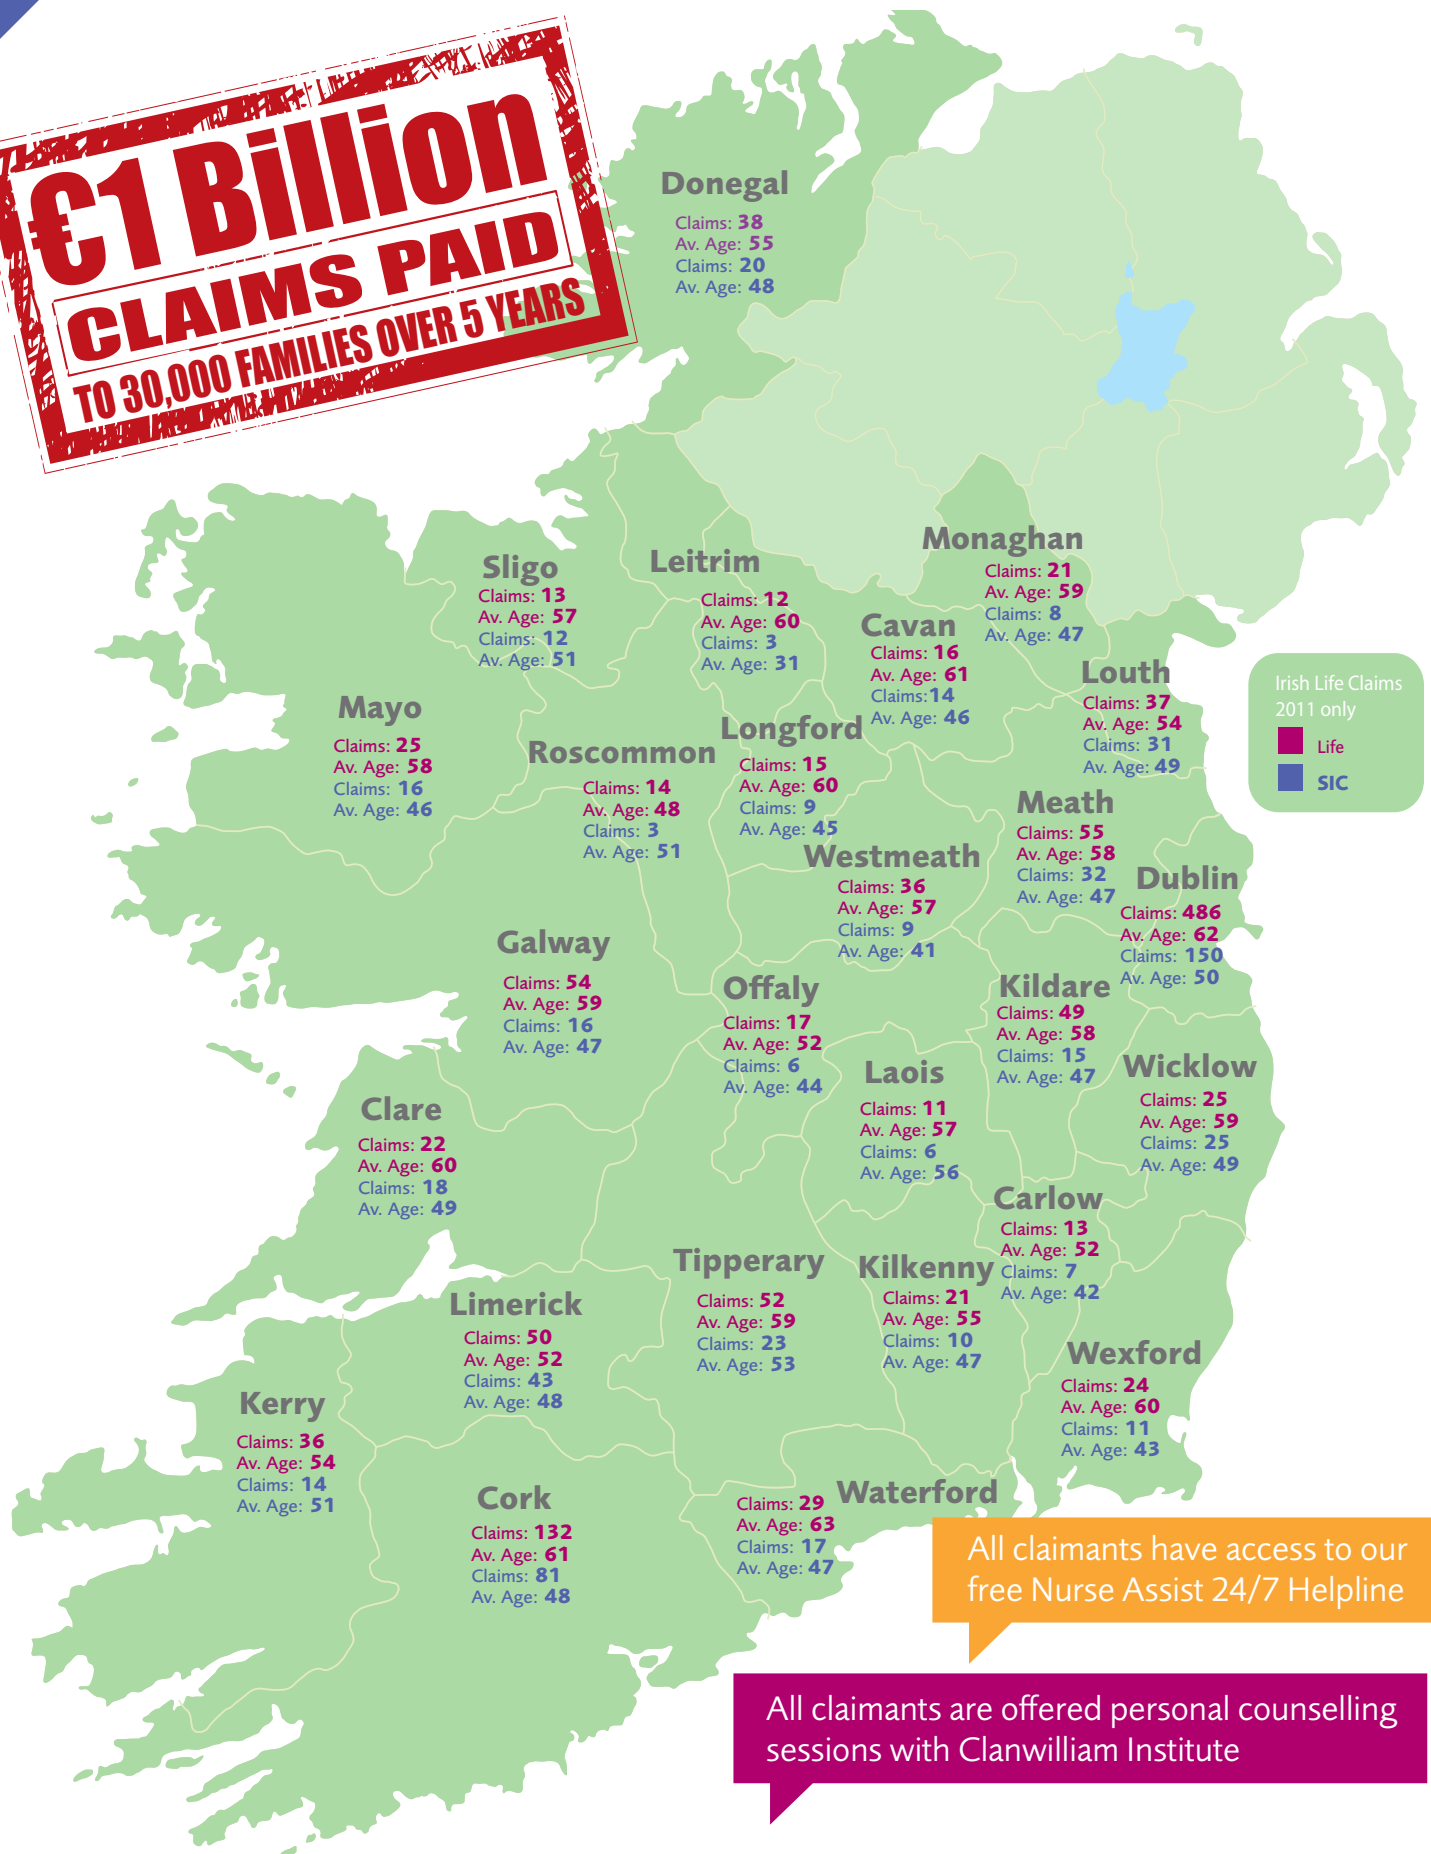 €1 Billion
CLAIMS PAID
TO 30,000 FAMILIES OVER 5 YEARS
Donegal
Claims: 38
Av. Age: 55
Claims: 20
Av. Age: 48
Monaghan
Claims: 21
Av. Age: 59
Claims: 8
Av. Age: 47
Sligo
Claims: 13
Av. Age: 57
Claims: 12
Av. Age: 51
Leitrim
Claims: 12
Av. Age: 60
Claims: 3
Av. Age: 31
Cavan
Claims: 16
Av. Age: 61
Claims:14
Av. Age: 46
Louth
Claims: 37
Av. Age: 54
Claims: 31
Av. Age: 49
Irish Life Claims
2011 only
Life
SIC
Mayo
Claims: 25
Av. Age: 58
Claims: 16
Av. Age: 46
Roscommon
Claims: 14
Av. Age: 48
Claims: 3
Av. Age: 51
Longford
Claims: 15
Av. Age: 60
Claims: 9
Av. Age: 45
Meath
Claims: 55
Av. Age: 58
Claims: 32
Av. Age: 47
Westmeath
Claims: 36
Av. Age: 57
Claims: 9
Av. Age: 41
Dublin
Claims: 486
Av. Age: 62
Claims: 150
Av. Age: 50
Galway
Claims: 54
Av. Age: 59
Claims: 16
Av. Age: 47
Offaly
Claims: 17
Av. Age: 52
Claims: 6
Av. Age: 44
Kildare
Claims: 49
Av. Age: 58
Claims: 15
Av. Age: 47
Laois
Claims: 11
Av. Age: 57
Claims: 6
Av. Age: 56
Wicklow
Claims: 25
Av. Age: 59
Claims: 25
Av. Age: 49
Clare
Claims: 22
Av. Age: 60
Claims: 18
Av. Age: 49
Carlow
Claims: 13
Av. Age: 52
Claims: 7
Av. Age: 42
Tipperary
Claims: 52
Av. Age: 59
Claims: 23
Av. Age: 53
Kilkenny
Claims: 21
Av. Age: 55
Claims: 10
Av. Age: 47
Limerick
Claims: 50
Av. Age: 52
Claims: 43
Av. Age: 48
Wexford
Claims: 24
Av. Age: 60
Claims: 11
Av. Age: 43
Kerry
Claims: 36
Av. Age: 54
Claims: 14
Av. Age: 51
Cork
Claims: 132
Av. Age: 61
Claims: 81
Av. Age: 48
Waterford
Claims: 29
Av. Age: 63
Claims: 17
Av. Age: 47
All claimants have access to our
free Nurse Assist 24/7 Helpline
All claimants are offered personal counselling
sessions with Clanwilliam Institute